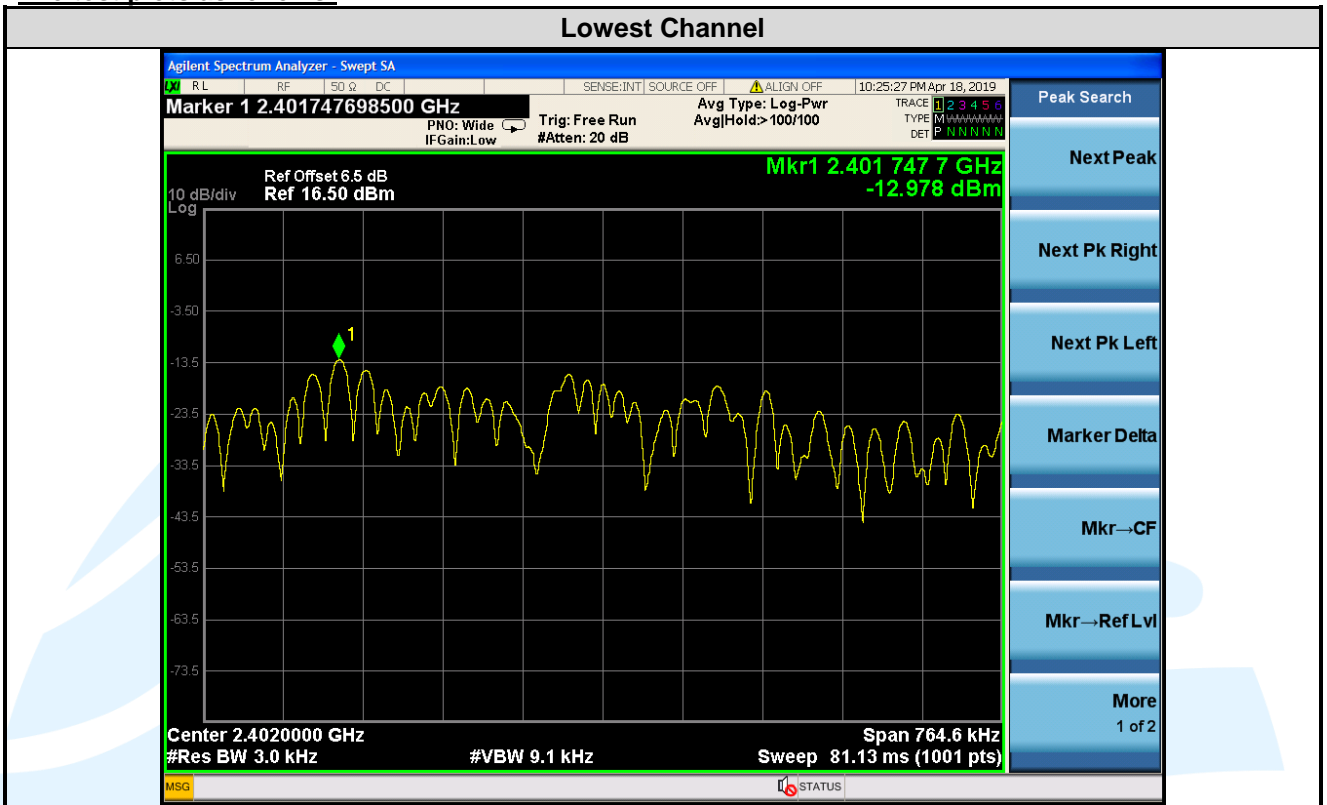 Lowest Channel
Agilent Spectrum Analyzer - Swept SA
LXI RL RF 50 Ω DC SENSE:INT SOURCE OFF ALIGN OFF 10:25:27 PM Apr 18, 2019
Marker 1 2.401747698500 GHz
PNO: Wide
IFGain:Low
Trig: Free Run
#Atten: 20 dB
Avg Type: Log-Pwr
Avg|Hold:>100/100
TRACE 1 2 3 4 5 6
TYPE M
DET P N N N N N
Mkr1 2.401 747 7 GHz
-12.978 dBm
Ref Offset 6.5 dB
10 dB/div Ref 16.50 dBm
Log
6.50
-3.50
1
-13.5
-23.5
-33.5
-43.5
-53.5
-63.5
-73.5
Center 2.4020000 GHz Span 764.6 kHz
#Res BW 3.0 kHz #VBW 9.1 kHz Sweep 81.13 ms (1001 pts)
MSG STATUS
Peak Search
Next Peak
Next Pk Right
Next Pk Left
Marker Delta
Mkr→CF
Mkr→Ref Lvl
More
1 of 2